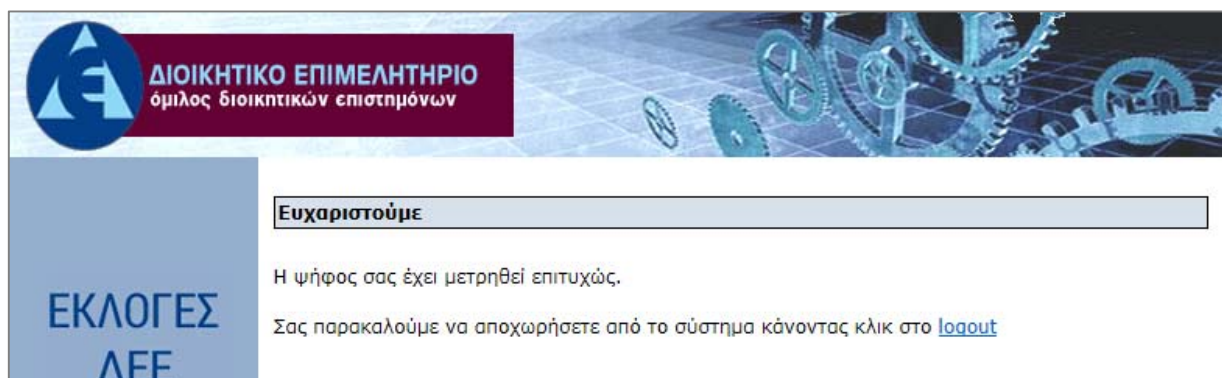 ΔΙΟΙΚΗΤΙΚΟ ΕΠΙΜΕΛΗΤΗΡΙΟ
όμιλος διοικητικών επιστημόνων
Ευχαριστούμε
Η ψήφος σας έχει μετρηθεί επιτυχώς.
Σας παρακαλούμε να αποχωρήσετε από το σύστημα κάνοντας κλικ στο logout
ΕΚΛΟΓΕΣ